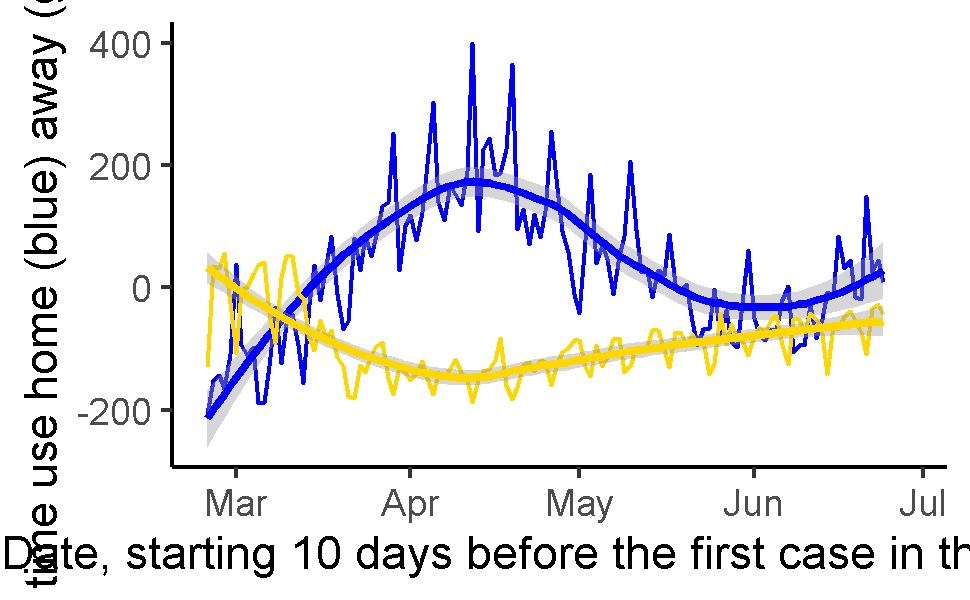 time use home (blue) away (
400
200
0
-200
Mar Apr May Jun Jul
Date, starting 10 days before the first case in th